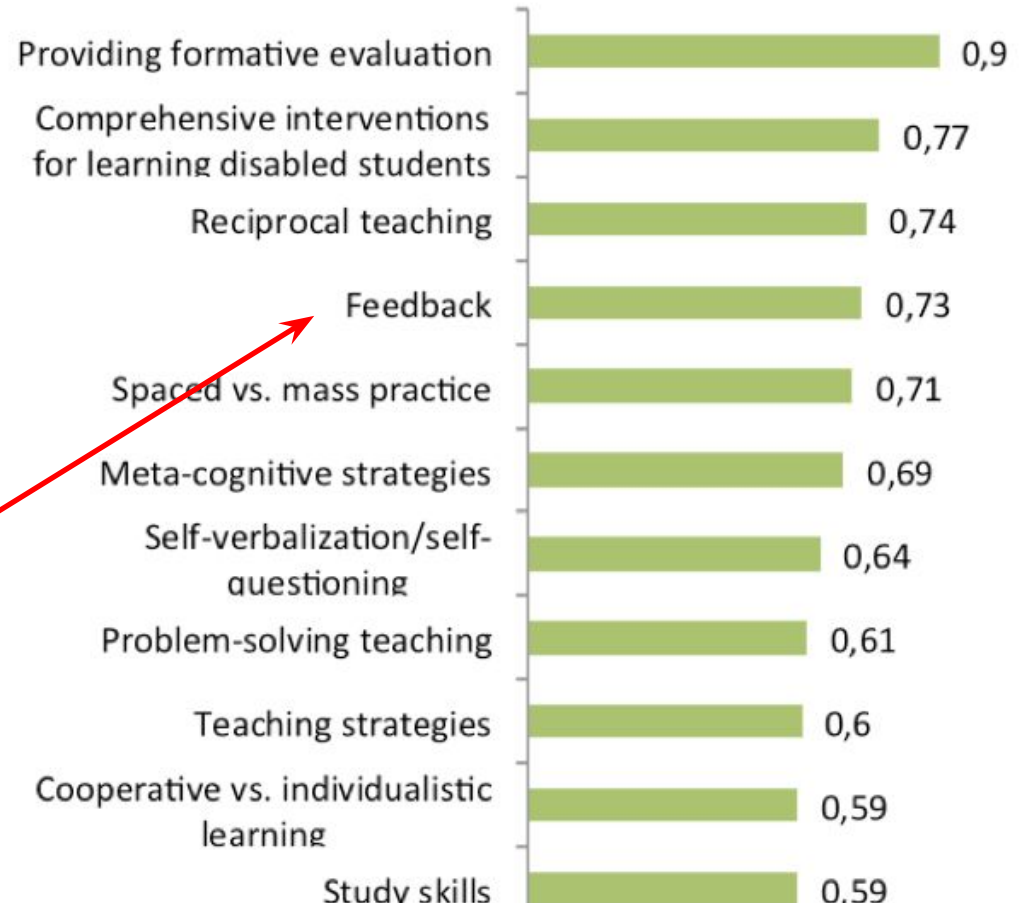 Providing formative evaluation 0,9
Comprehensive interventions
for learning disabled students 0,77
Reciprocal teaching 0,74
Feedback 0,73
Spaced vs. mass practice 0,71
Meta-cognitive strategies 0,69
Self-verbalization/self-
questioning 0,64
Problem-solving teaching 0,61
Teaching strategies 0,6
Cooperative vs. individualistic
learning 0,59
Study skills 0,59